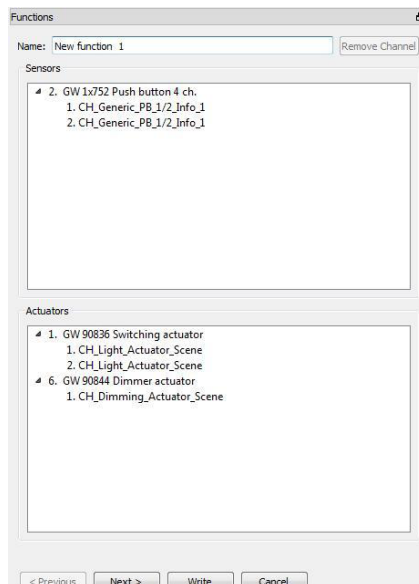 Functions
Name: New function 1 Remove Channel
Sensors
2. GW 1x752 Push button 4 ch.
1. CH_Generic_PB_1/2_Info_1
2. CH_Generic_PB_1/2_Info_1
Actuators
1. GW 90836 Switching actuator
1. CH_Light_Actuator_Scene
2. CH_Light_Actuator_Scene
6. GW 90844 Dimmer actuator
1. CH_Dimming_Actuator_Scene
< Previous Next > Write Cancel